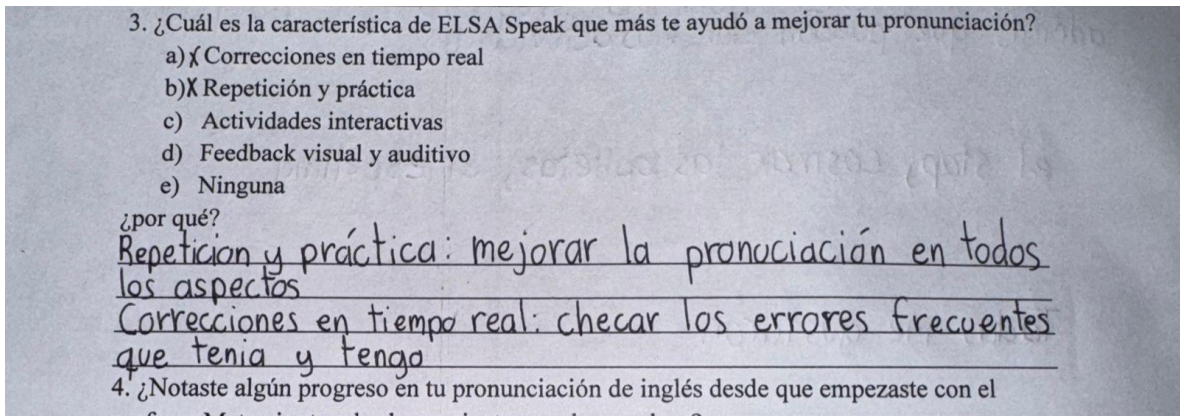 3. ¿Cuál es la característica de ELSA Speak que más te ayudó a mejorar tu pronunciación?
a) X Correcciones en tiempo real
b) X Repetición y práctica
c) Actividades interactivas
d) Feedback visual y auditivo
e) Ninguna
¿por qué?
Repeticion y práctica: mejorar la pronuciación en todos
los aspectos
Correcciones en tiempo real: checar los errores frecuentes
que tenia y tengo
4. ¿Notaste algún progreso en tu pronunciación de inglés desde que empezaste con el